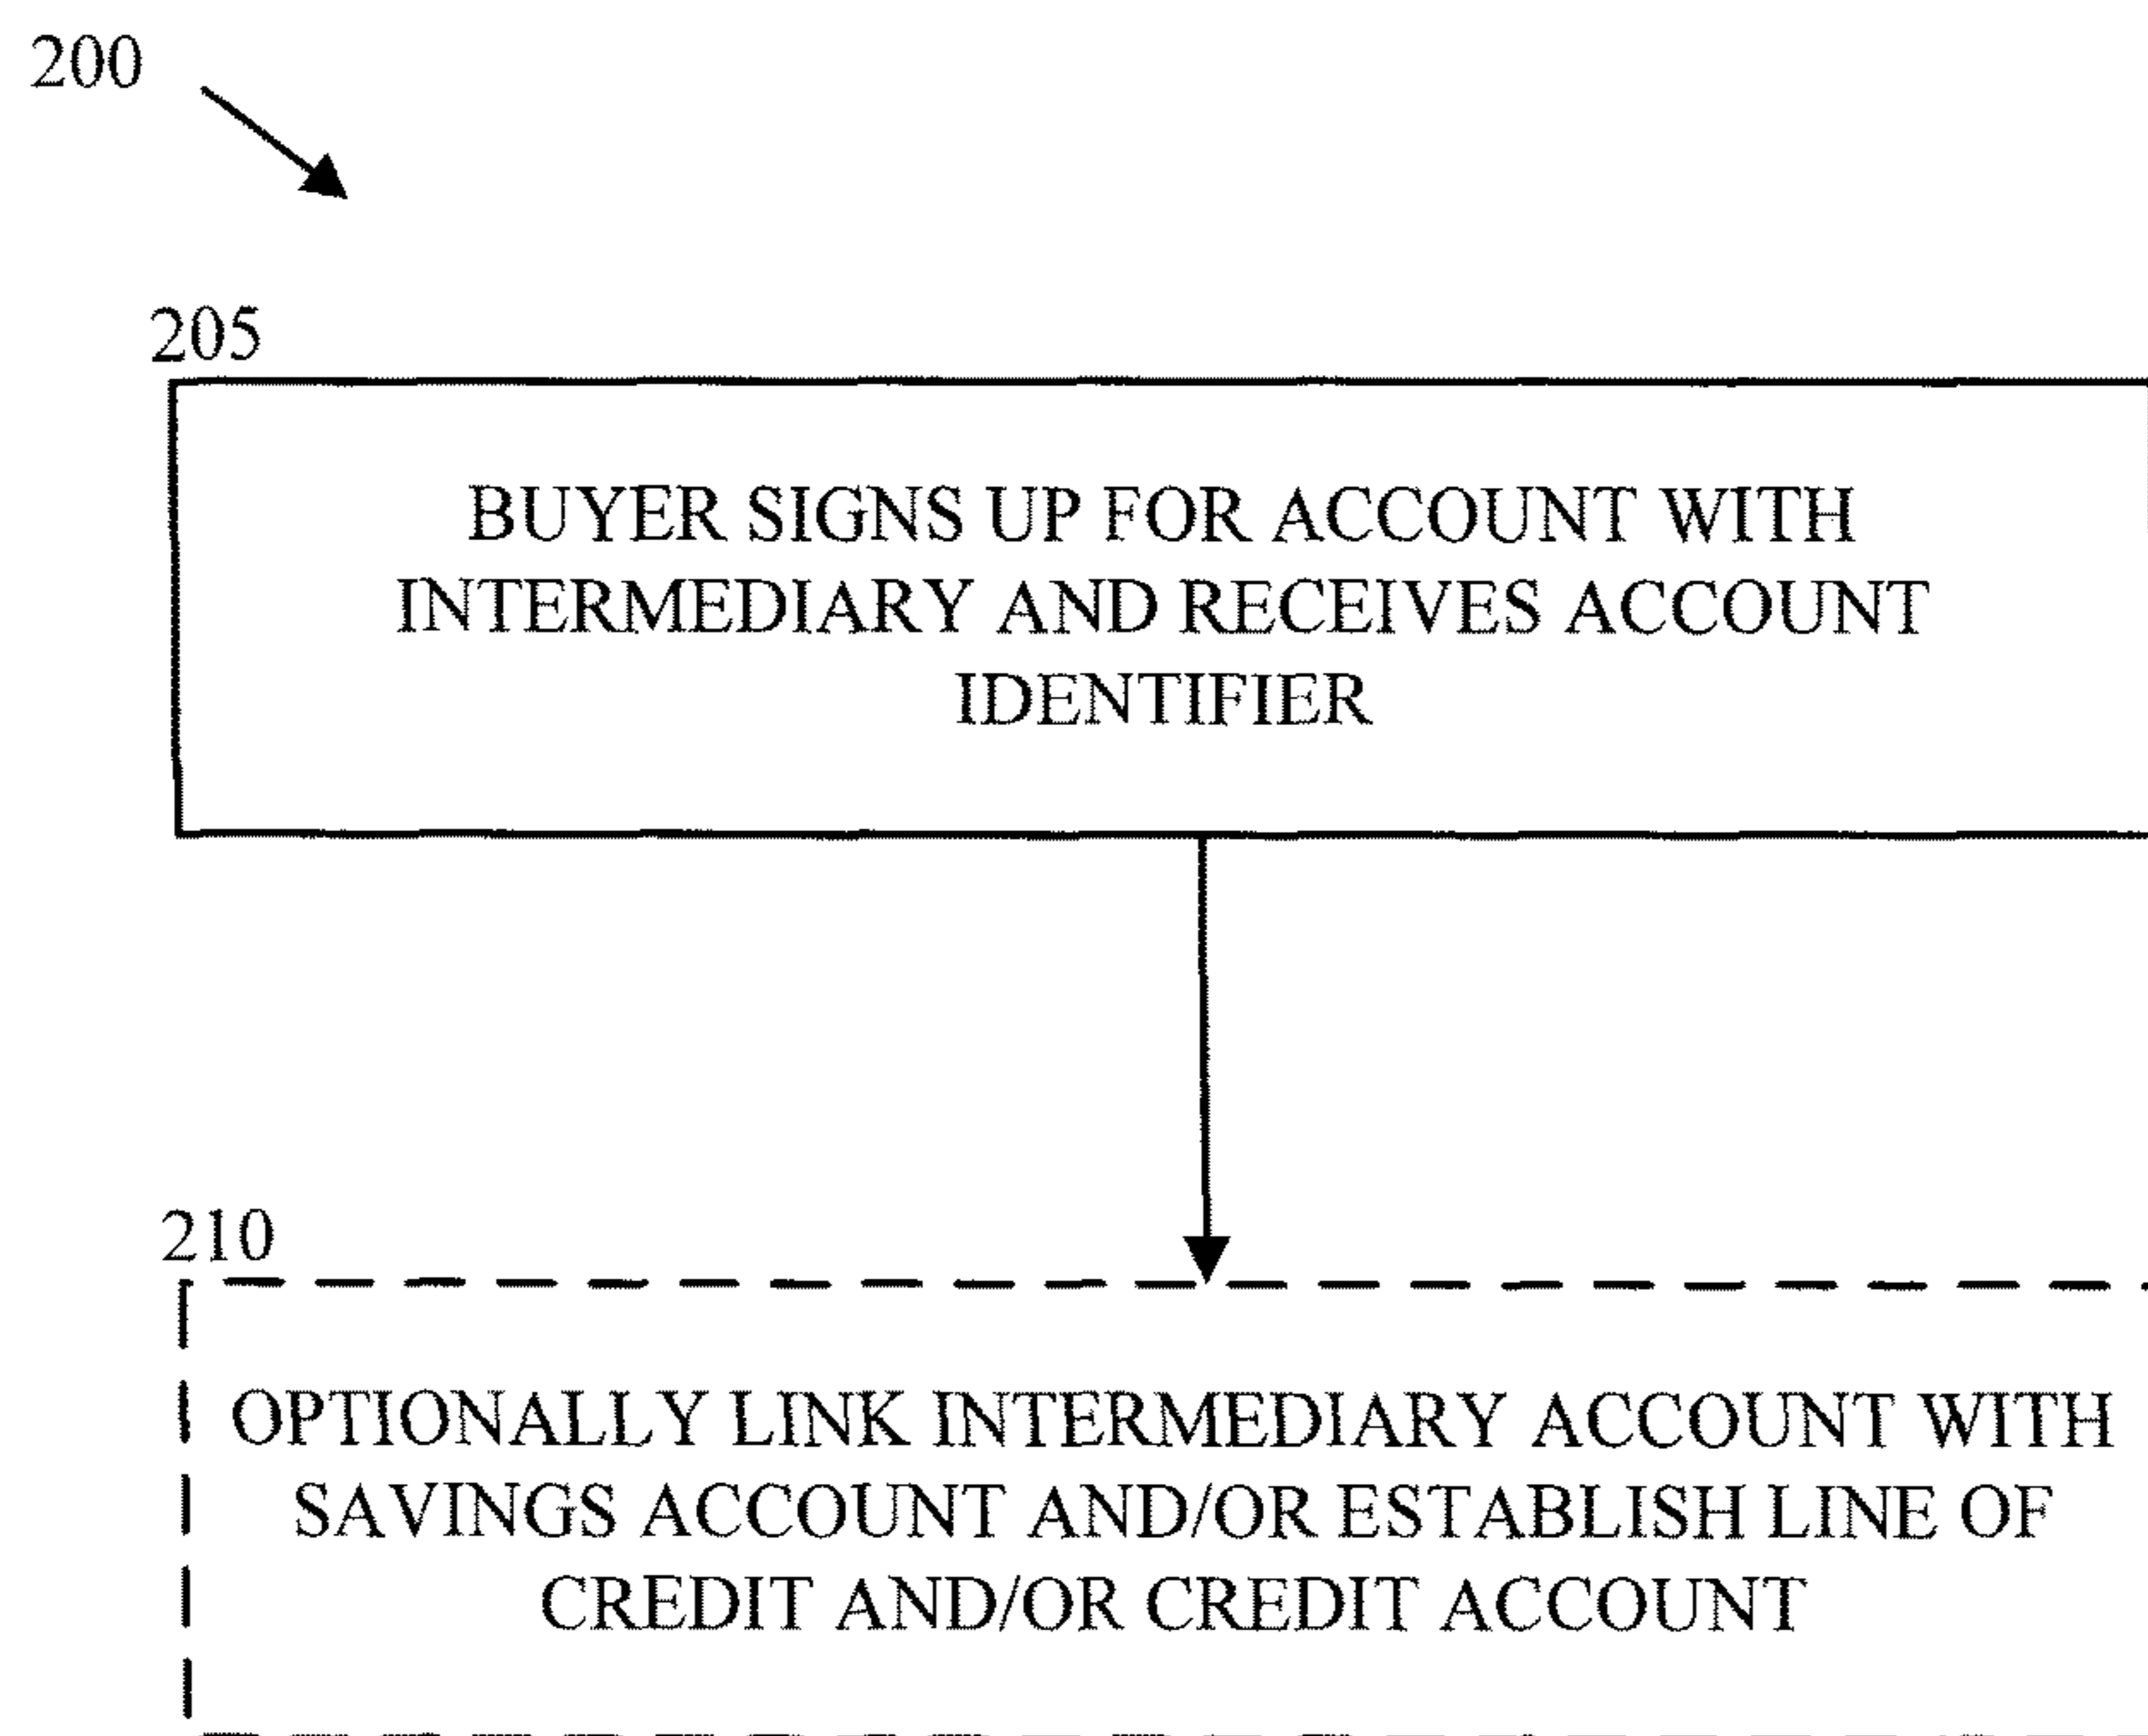 200
205
BUYER SIGNS UP FOR ACCOUNT WITH
INTERMEDIARY AND RECEIVES ACCOUNT
IDENTIFIER
210
OPTIONALLY LINK INTERMEDIARY ACCOUNT WITH
SAVINGS ACCOUNT AND/OR ESTABLISH LINE OF
CREDIT AND/OR CREDIT ACCOUNT